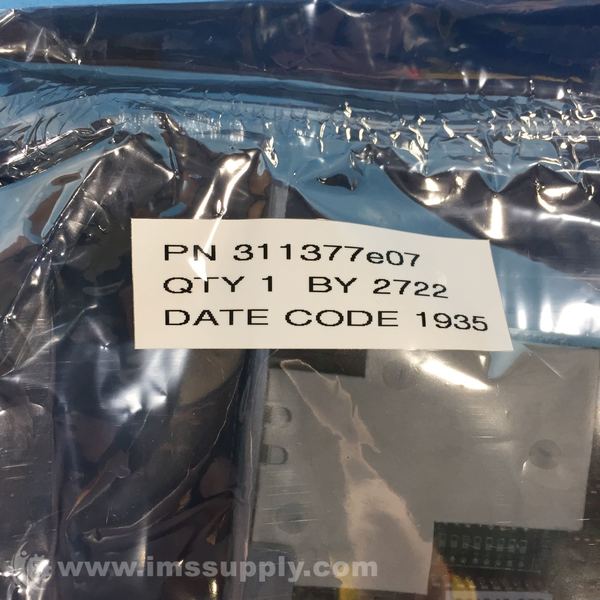 PN 311377e07
QTY 1 BY 2722
DATE CODE 1935
www.imssupply.com